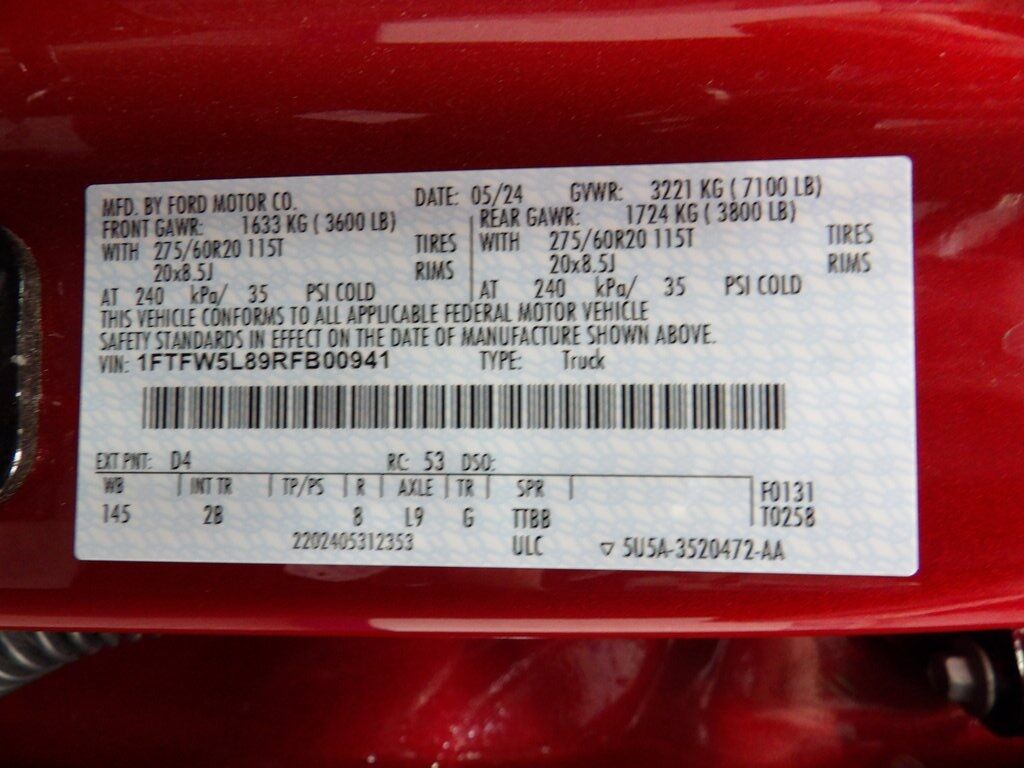 MFD. BY FORD MOTOR CO. DATE: 05/24 GVWR: 3221 KG ( 7100 LB)
FRONT GAWR: 1633 KG ( 3600 LB) REAR GAWR: 1724 KG ( 3800 LB)
WITH 275/60R20 115T TIRES WITH 275/60R20 115T TIRES
20x8.5J RIMS 20x8.5J RIMS
AT 240 kPa/ 35 PSI COLD AT 240 kPa/ 35 PSI COLD
THIS VEHICLE CONFORMS TO ALL APPLICABLE FEDERAL MOTOR VEHICLE
SAFETY STANDARDS IN EFFECT ON THE DATE OF MANUFACTURE SHOWN ABOVE.
VIN: 1FTFW5L89RFB00941 TYPE: Truck
EXT PNT: D4 RC: 53 DSO:
WB INT TR TP/PS R AXLE TR SPR F0131
145 2B 8 L9 G TTBB T0258
2202405312353 ULC ▽ 5U5A-3520472-AA